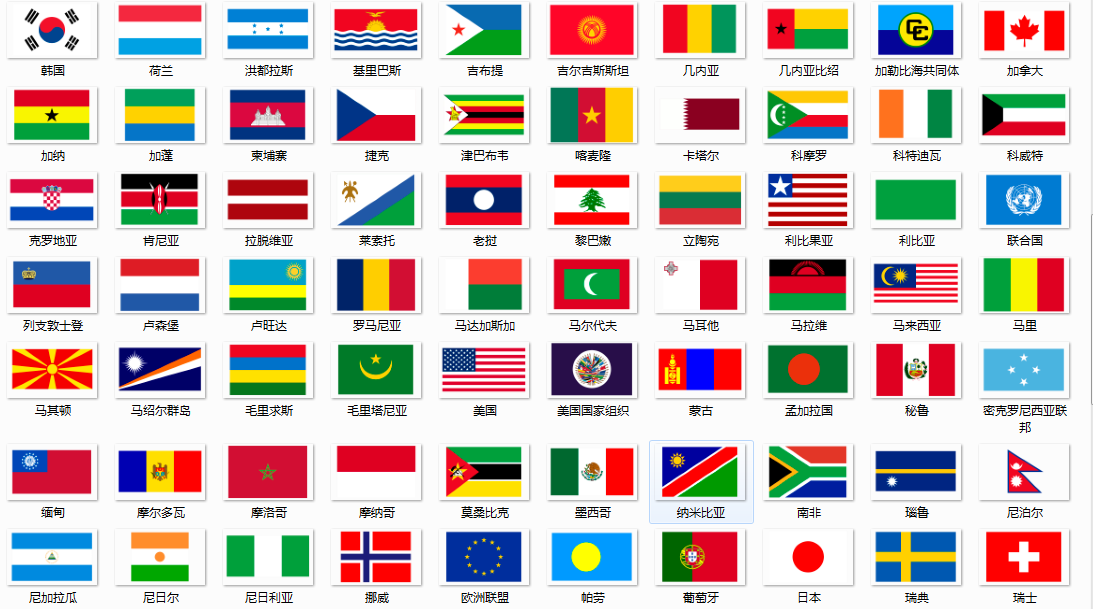 韩国
荷兰
洪都拉斯
基里巴斯
吉布提
吉尔吉斯斯坦
几内亚
几内亚比绍
加勒比海共同体
加拿大
加纳
加蓬
柬埔寨
捷克
津巴布韦
喀麦隆
卡塔尔
科摩罗
科特迪瓦
科威特
克罗地亚
肯尼亚
拉脱维亚
莱索托
老挝
黎巴嫩
立陶宛
利比果亚
利比亚
联合国
列支敦士登
卢森堡
卢旺达
罗马尼亚
马达加斯加
马尔代夫
马耳他
马拉维
马来西亚
马里
马其顿
马绍尔群岛
毛里求斯
毛里塔尼亚
美国
美国国家组织
蒙古
孟加拉国
秘鲁
密克罗尼西亚联
邦
缅甸
摩尔多瓦
摩洛哥
摩纳哥
莫桑比克
墨西哥
纳米比亚
南非
瑙鲁
尼泊尔
尼加拉瓜
尼日尔
尼日利亚
挪威
欧洲联盟
帕劳
葡萄牙
日本
瑞典
瑞士